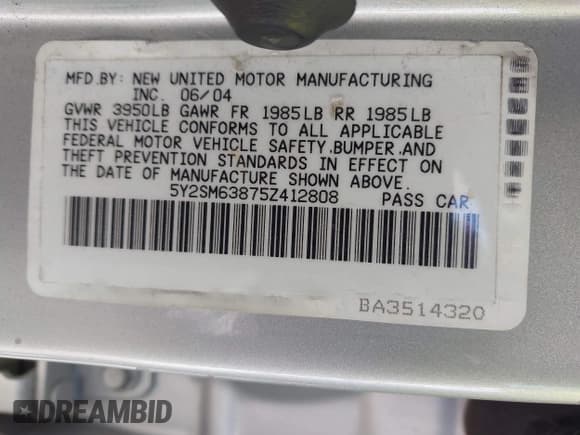 MFD.BY: NEW UNITED MOTOR MANUFACTURING
INC. 06/04
GVWR 3950LB GAWR FR 1985LB RR 1985LB
THIS VEHICLE CONFORMS TO ALL APPLICABLE
FEDERAL MOTOR VEHICLE SAFETY,BUMPER,AND
THEFT PREVENTION STANDARDS IN EFFECT ON
THE DATE OF MANUFACTURE SHOWN ABOVE.
5Y2SM63875Z412808 PASS CAR
BA3514320
DREAMBID